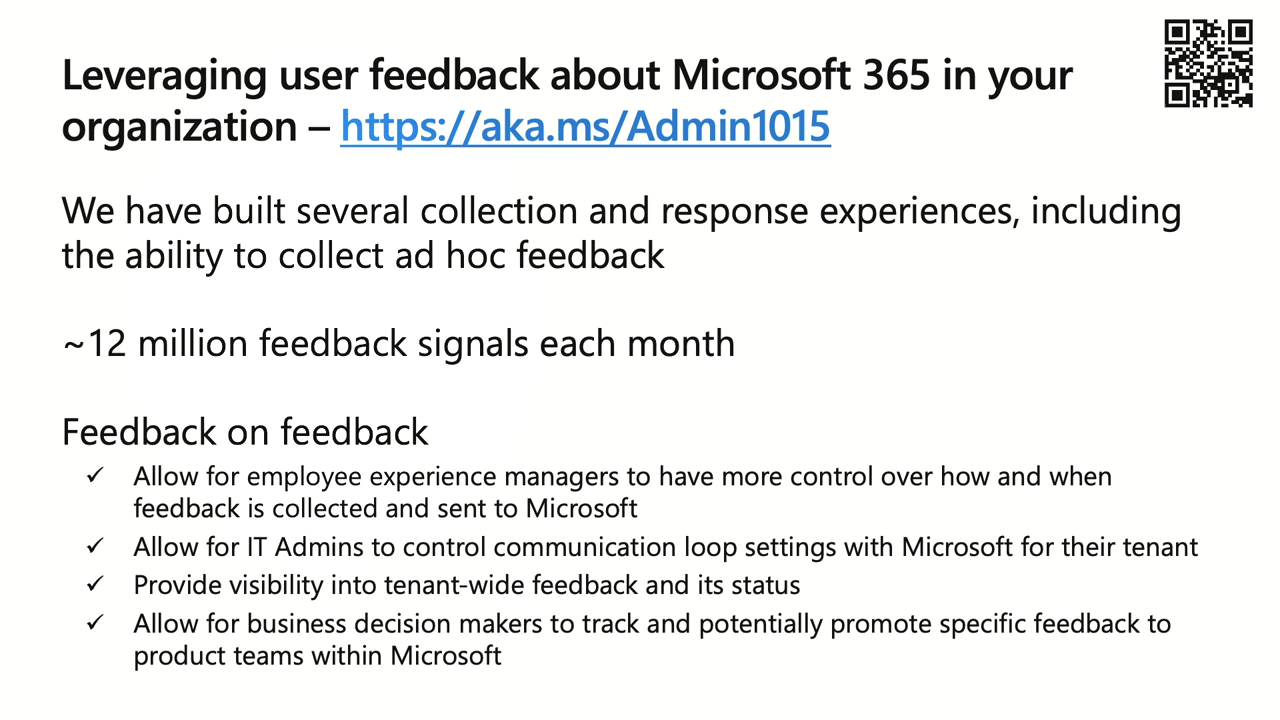 Leveraging user feedback about Microsoft 365 in your
organization – https://aka.ms/Admin1015
We have built several collection and response experiences, including
the ability to collect ad hoc feedback
~12 million feedback signals each month
Feedback on feedback
✓ Allow for employee experience managers to have more control over how and when
feedback is collected and sent to Microsoft
✓ Allow for IT Admins to control communication loop settings with Microsoft for their tenant
✓ Provide visibility into tenant-wide feedback and its status
✓ Allow for business decision makers to track and potentially promote specific feedback to
product teams within Microsoft